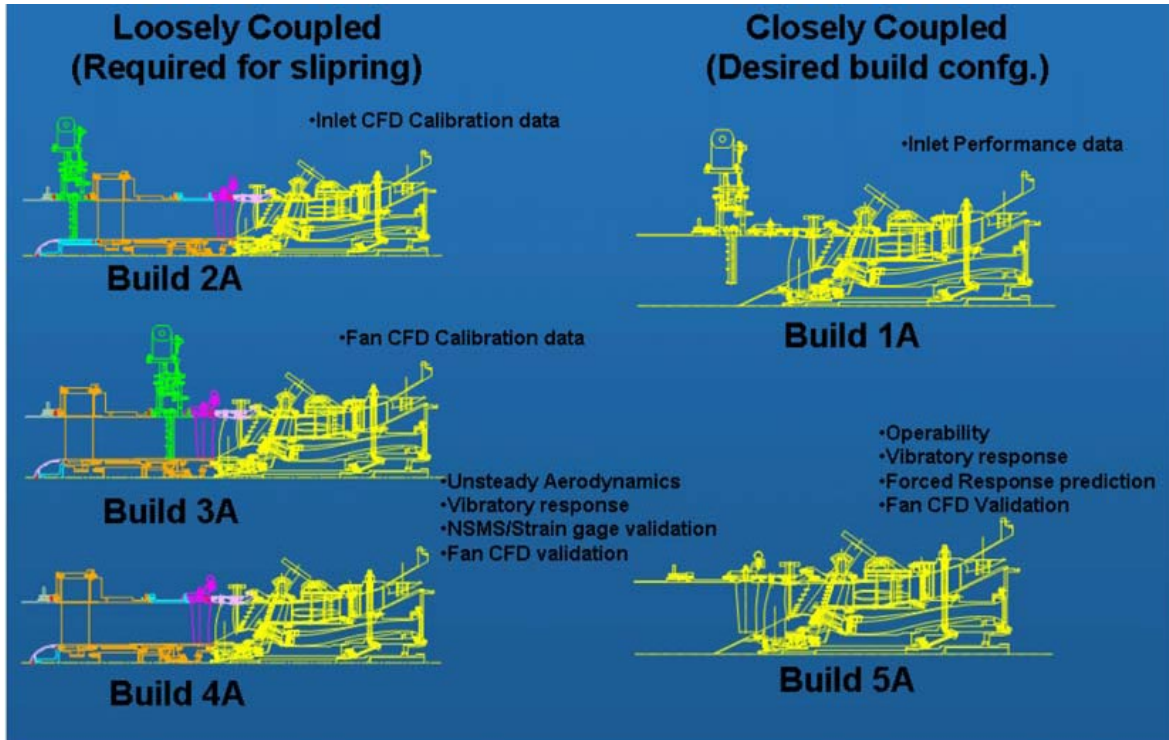 Loosely Coupled
(Required for slipring)
•Inlet CFD Calibration data
Build 2A
•Fan CFD Calibration data
Build 3A
•Unsteady Aerodynamics
•Vibratory response
•NSMS/Strain gage validation
•Fan CFD validation
Build 4A
Closely Coupled
(Desired build confg.)
•Inlet Performance data
Build 1A
•Operability
•Vibratory response
•Forced Response prediction
•Fan CFD Validation
Build 5A